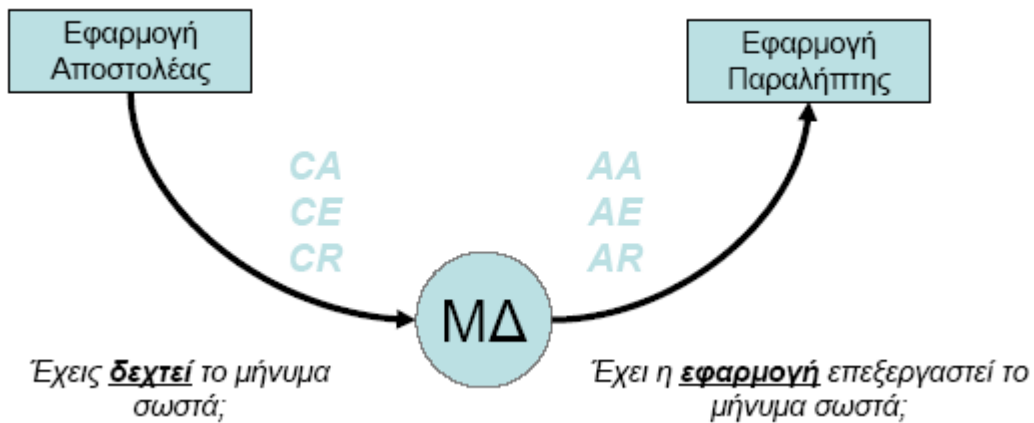 Εφαρμογή
Αποστολέας
Εφαρμογή
Παραλήπτης
CA
CE
CR
AA
AE
AR
ΜΔ
Έχεις δεχτεί το μήνυμα
σωστά;
Έχει η εφαρμογή επεξεργαστεί το
μήνυμα σωστά;